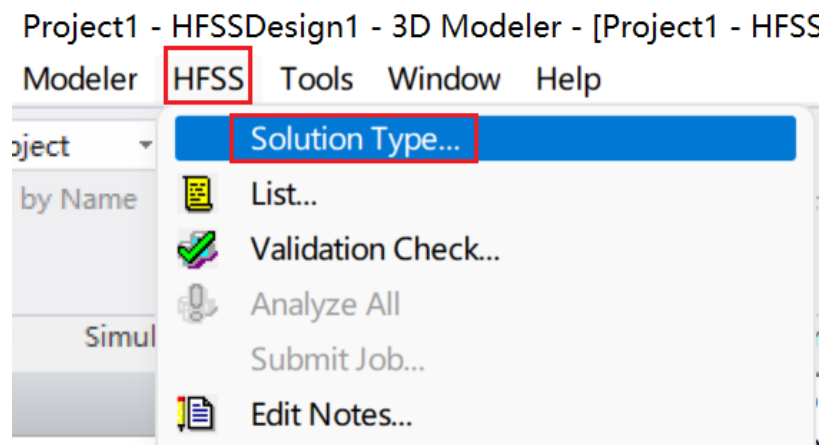 Project1 - HFSSDesign1 - 3D Modeler - [Project1 - HFSS
Modeler HFSS Tools Window Help
Solution Type...
oject
List...
by Name
Validation Check...
Analyze All
Simul
Submit Job...
Edit Notes...